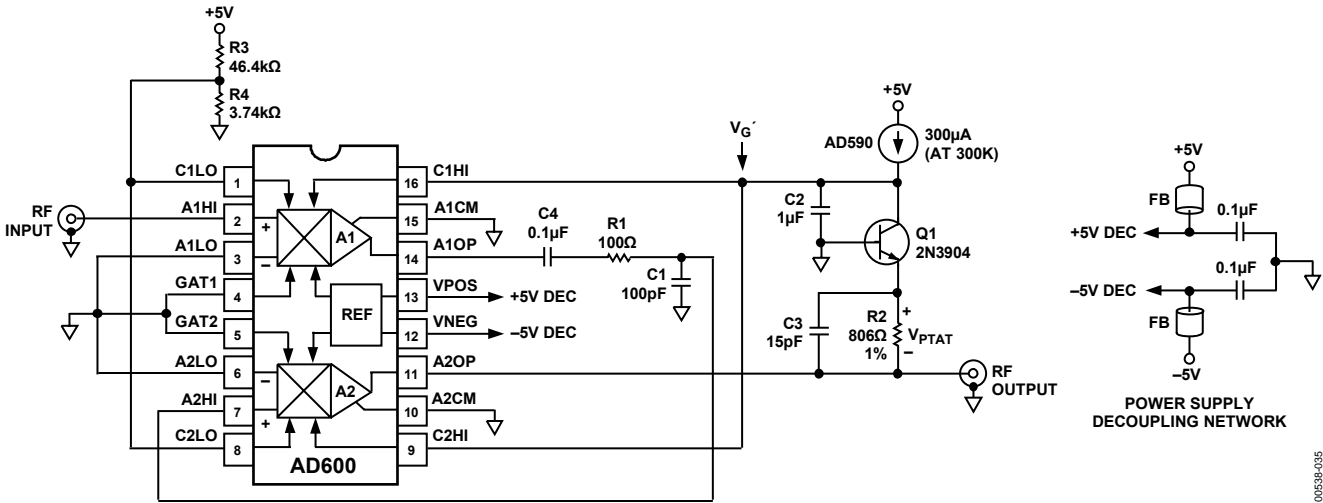 +5V
R3
46.4kΩ
R4
3.74kΩ
C1LO
A1HI
A1LO
GAT1
GAT2
A2LO
A2HI
C2LO
RF
INPUT
1
2
3
4
5
6
7
8
+
−
A1
REF
A2
−
+
AD600
16
15
14
13
12
11
10
9
C1HI
A1CM
A1OP
VPOS
VNEG
A2OP
A2CM
C2HI
+5V DEC
−5V DEC
C4
0.1µF
R1
100Ω
C1
100pF
VG´
+5V
AD590
300µA
(AT 300K)
C2
1µF
Q1
2N3904
C3
15pF
R2
806Ω
1%
+
VPTAT
−
RF
OUTPUT
+5V
FB
0.1µF
+5V DEC
0.1µF
−5V DEC
FB
−5V
POWER SUPPLY
DECOUPLING NETWORK
00538-035